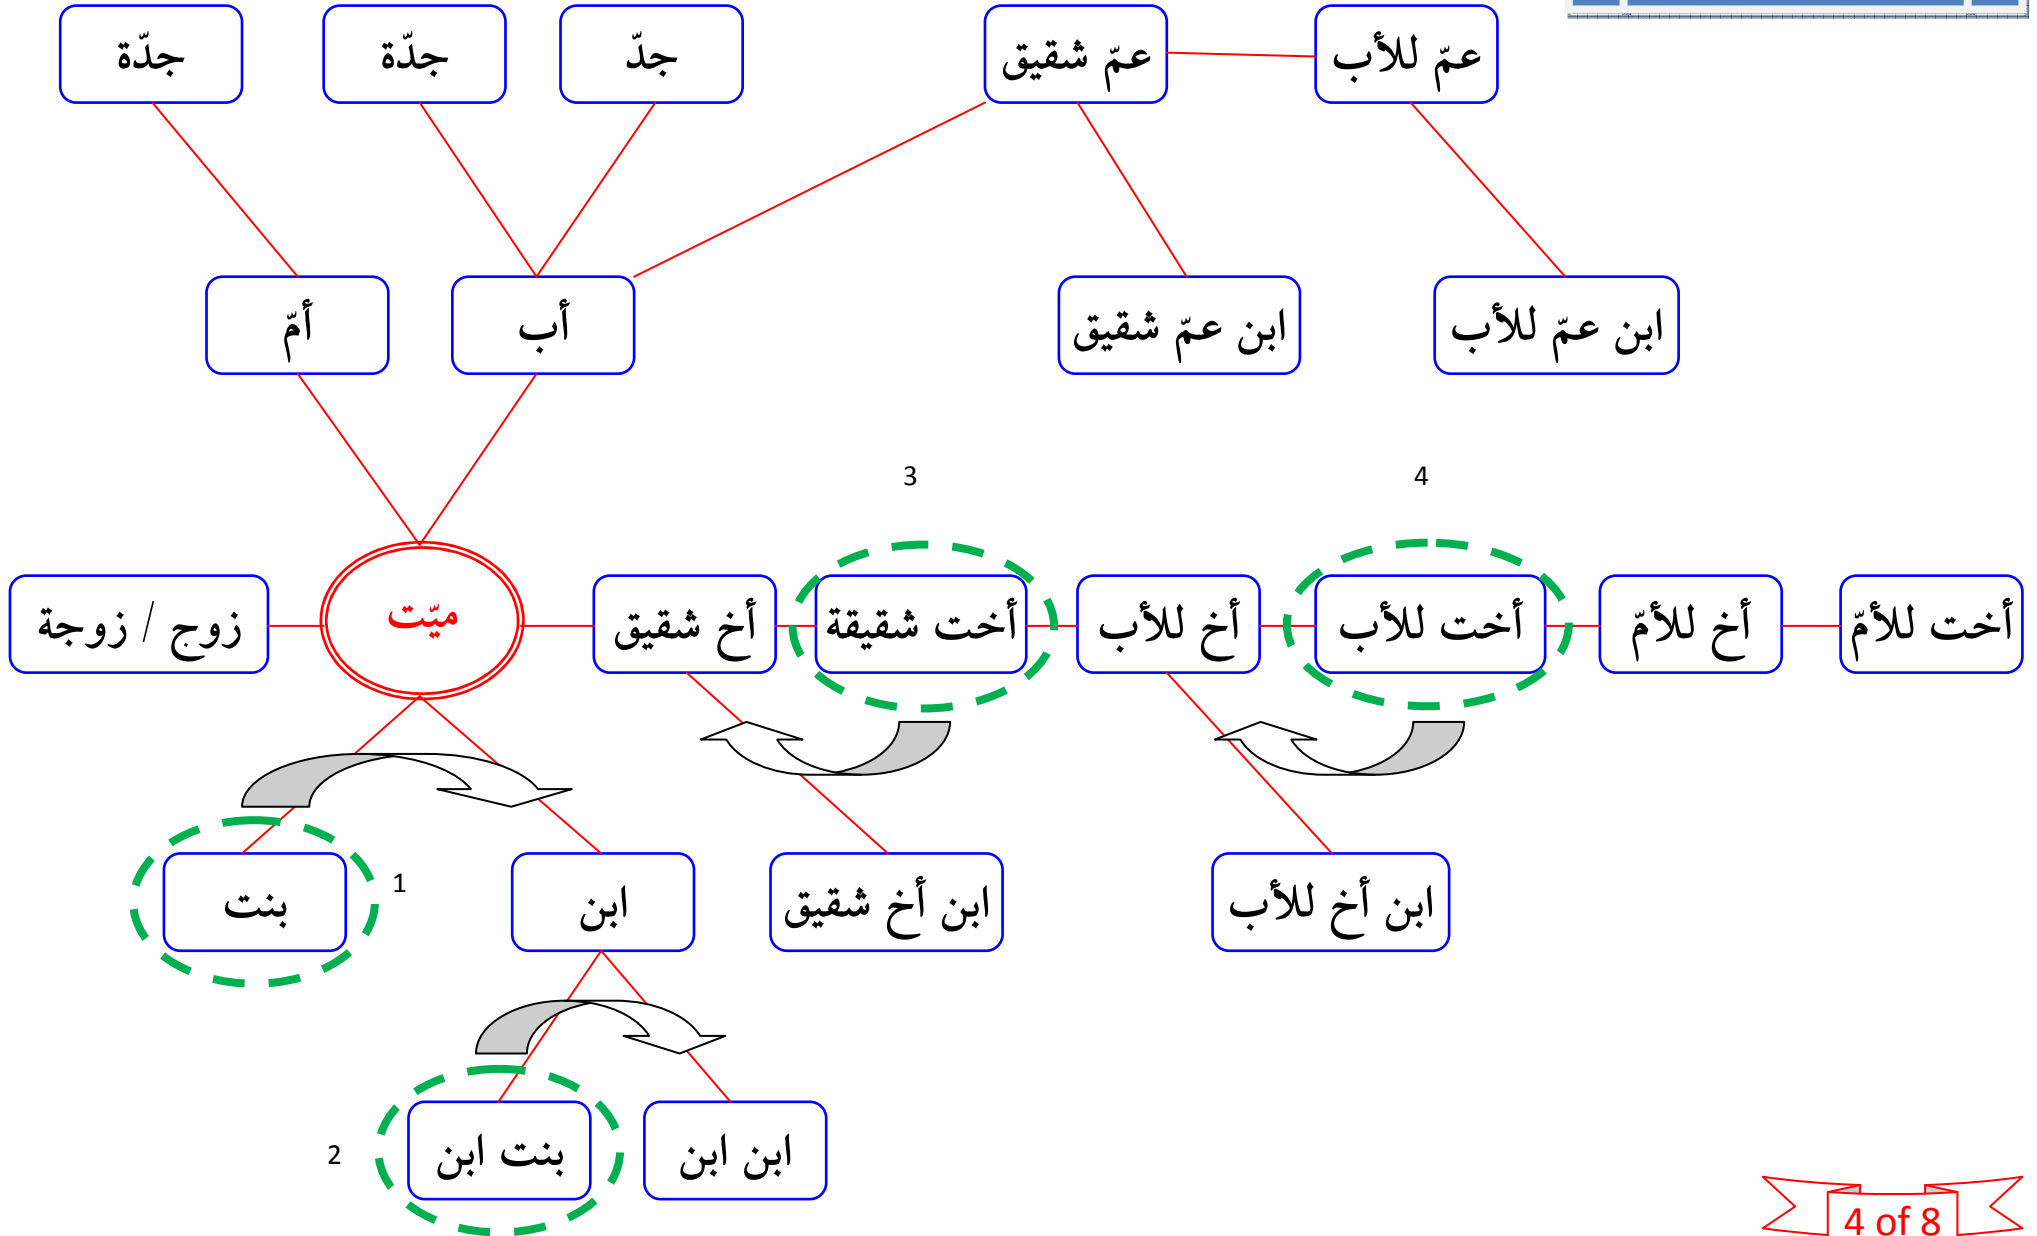 عمّ للأب
عمّ شقيق
جدّ
جدّة
جدّة
ابن عمّ للأب
ابن عمّ شقيق
أب
أمّ
4
3
أخت للأمّ
أخ للأمّ
أخت للأب
أخ للأب
أخت شقيقة
أخ شقيق
ميّت
زوج / زوجة
ابن أخ للأب
ابن أخ شقيق
ابن
1
بنت
ابن ابن
بنت ابن
2
4 of 8